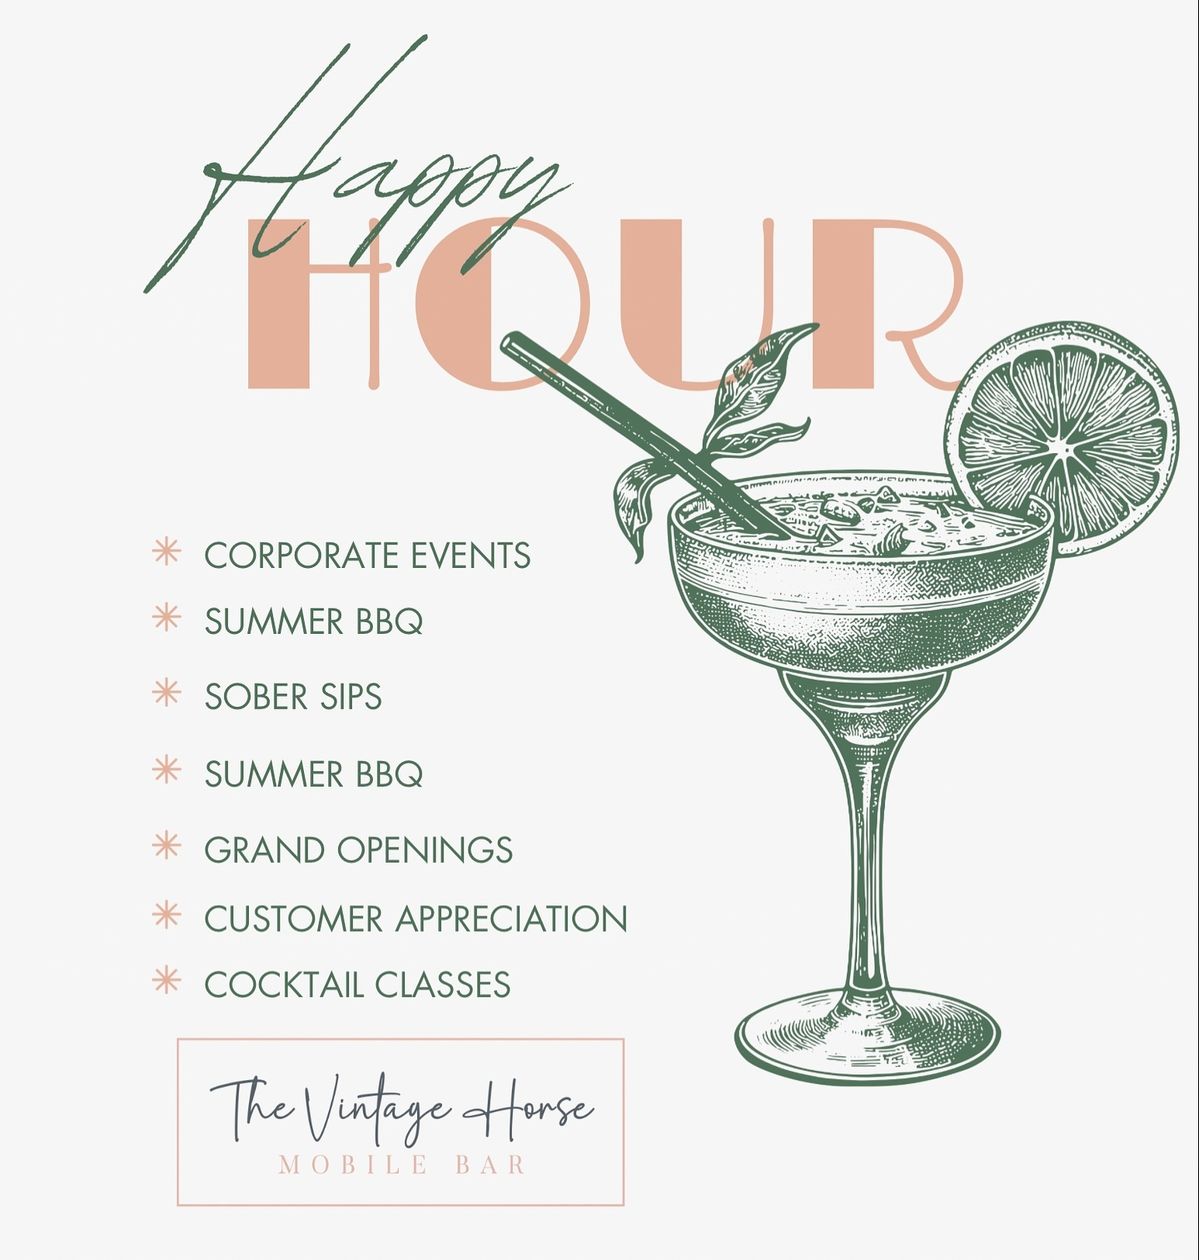 Happy
HOUR
CORPORATE EVENTS
SUMMER BBQ
SOBER SIPS
SUMMER BBQ
GRAND OPENINGS
CUSTOMER APPRECIATION
COCKTAIL CLASSES
The Vintage Horse
MOBILE BAR